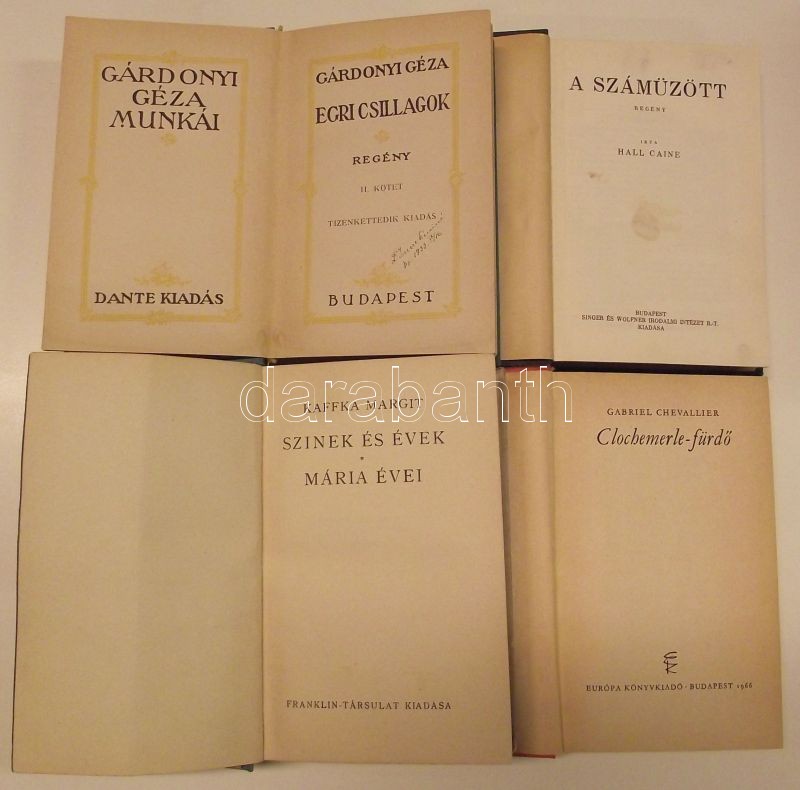 GÁRDONYI
GÉZA
MUNKÁI
DANTE KIADÁS
GÁRDONYI GÉZA
EGRI CSILLAGOK
REGÉNY
II. KÖTET
TIZENKETTEDIK KIADÁS
BUDAPEST
A SZÁMŰZÖTT
REGÉNY
IRTA
HALL CAINE
BUDAPEST
SINGER ÉS WOLFNER IRODALMI INTÉZET R.-T.
KIADÁSA
darabanth
KAFFKA MARGIT
SZINEK ÉS ÉVEK
*
MÁRIA ÉVEI
FRANKLIN-TÁRSULAT KIADÁSA
GABRIEL CHEVALLIER
Clochemerle-fürdő
EURÓPA KÖNYVKIADÓ · BUDAPEST 1966